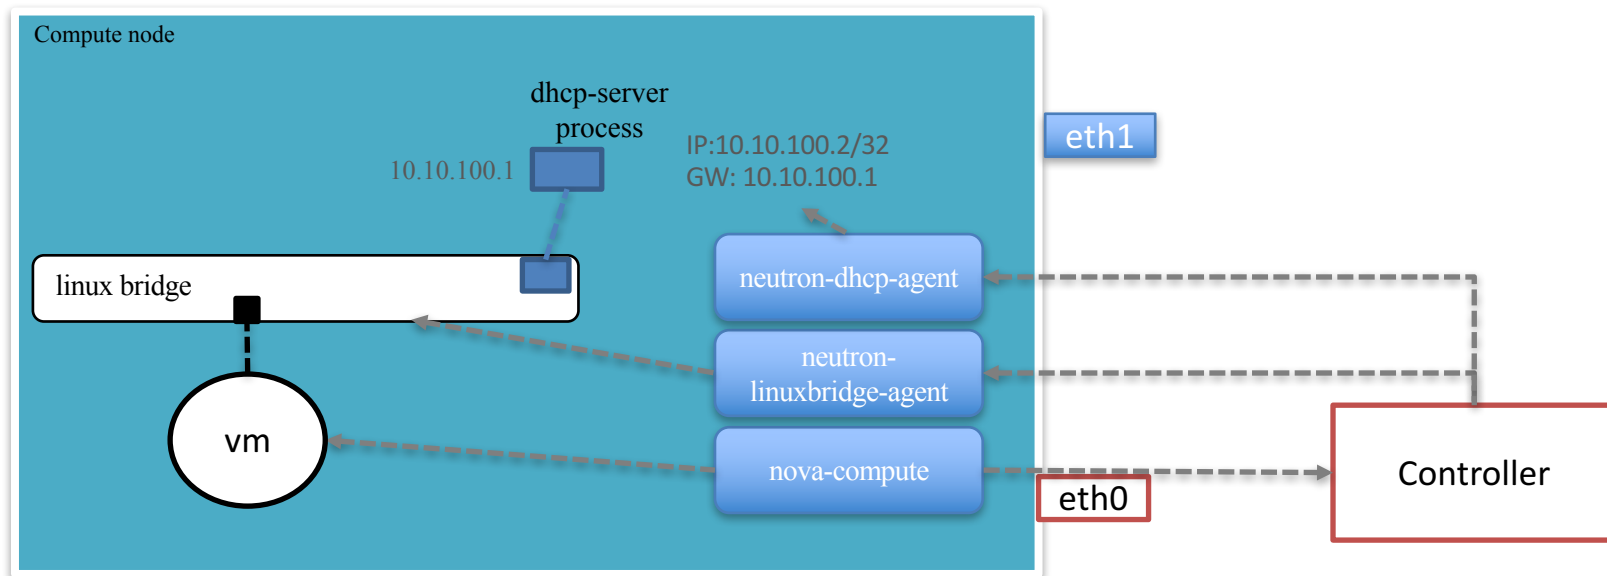 Compute node
dhcp-server
process
10.10.100.1
IP:10.10.100.2/32
GW: 10.10.100.1
eth1
linux bridge
neutron-dhcp-agent
neutron-
linuxbridge-agent
vm
nova-compute
eth0
Controller